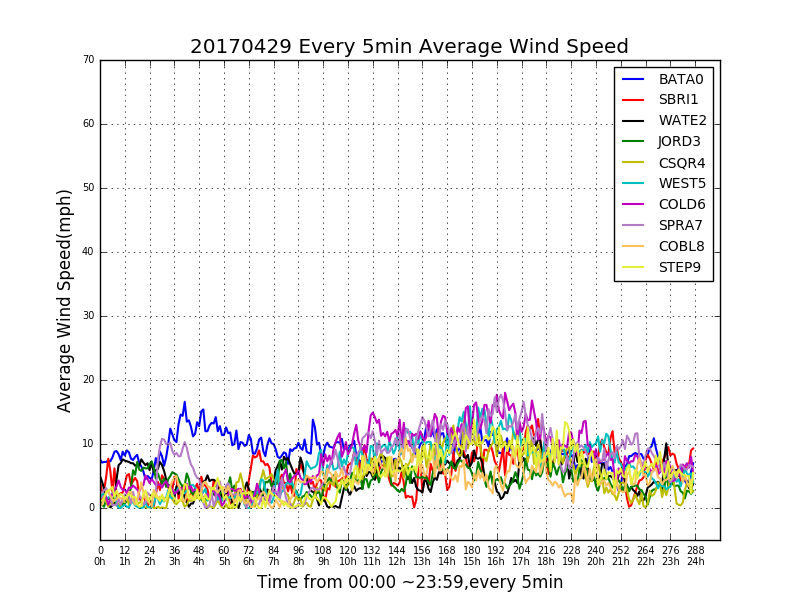 20170429 Every 5min Average Wind Speed
70
60
50
40
30
20
10
0
Average Wind Speed(mph)
BATA0
SBRI1
WATE2
JORD3
CSQR4
WEST5
COLD6
SPRA7
COBL8
STEP9
0 12 24 36 48 60 72 84 96 108 120 132 144 156 168 180 192 204 216 228 240 252 264 276 288
0h 1h 2h 3h 4h 5h 6h 7h 8h 9h 10h 11h 12h 13h 14h 15h 16h 17h 18h 19h 20h 21h 22h 23h 24h
Time from 00:00 ~23:59,every 5min